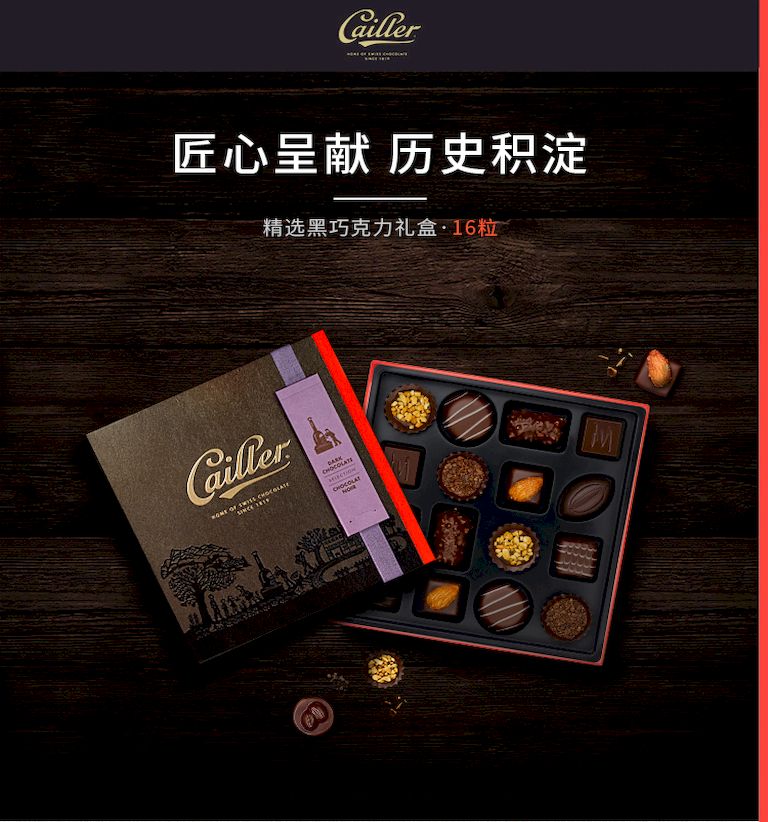 Cailler
HOME OF SWISS CHOCOLATE
SINCE 1819
匠心呈献 历史积淀
精选黑巧克力礼盒·16粒
Cailler
HOME OF SWISS CHOCOLATE
SINCE 1819
DARK
CHOCOLATE
SELECTION
CHOCOLAT
NOIR